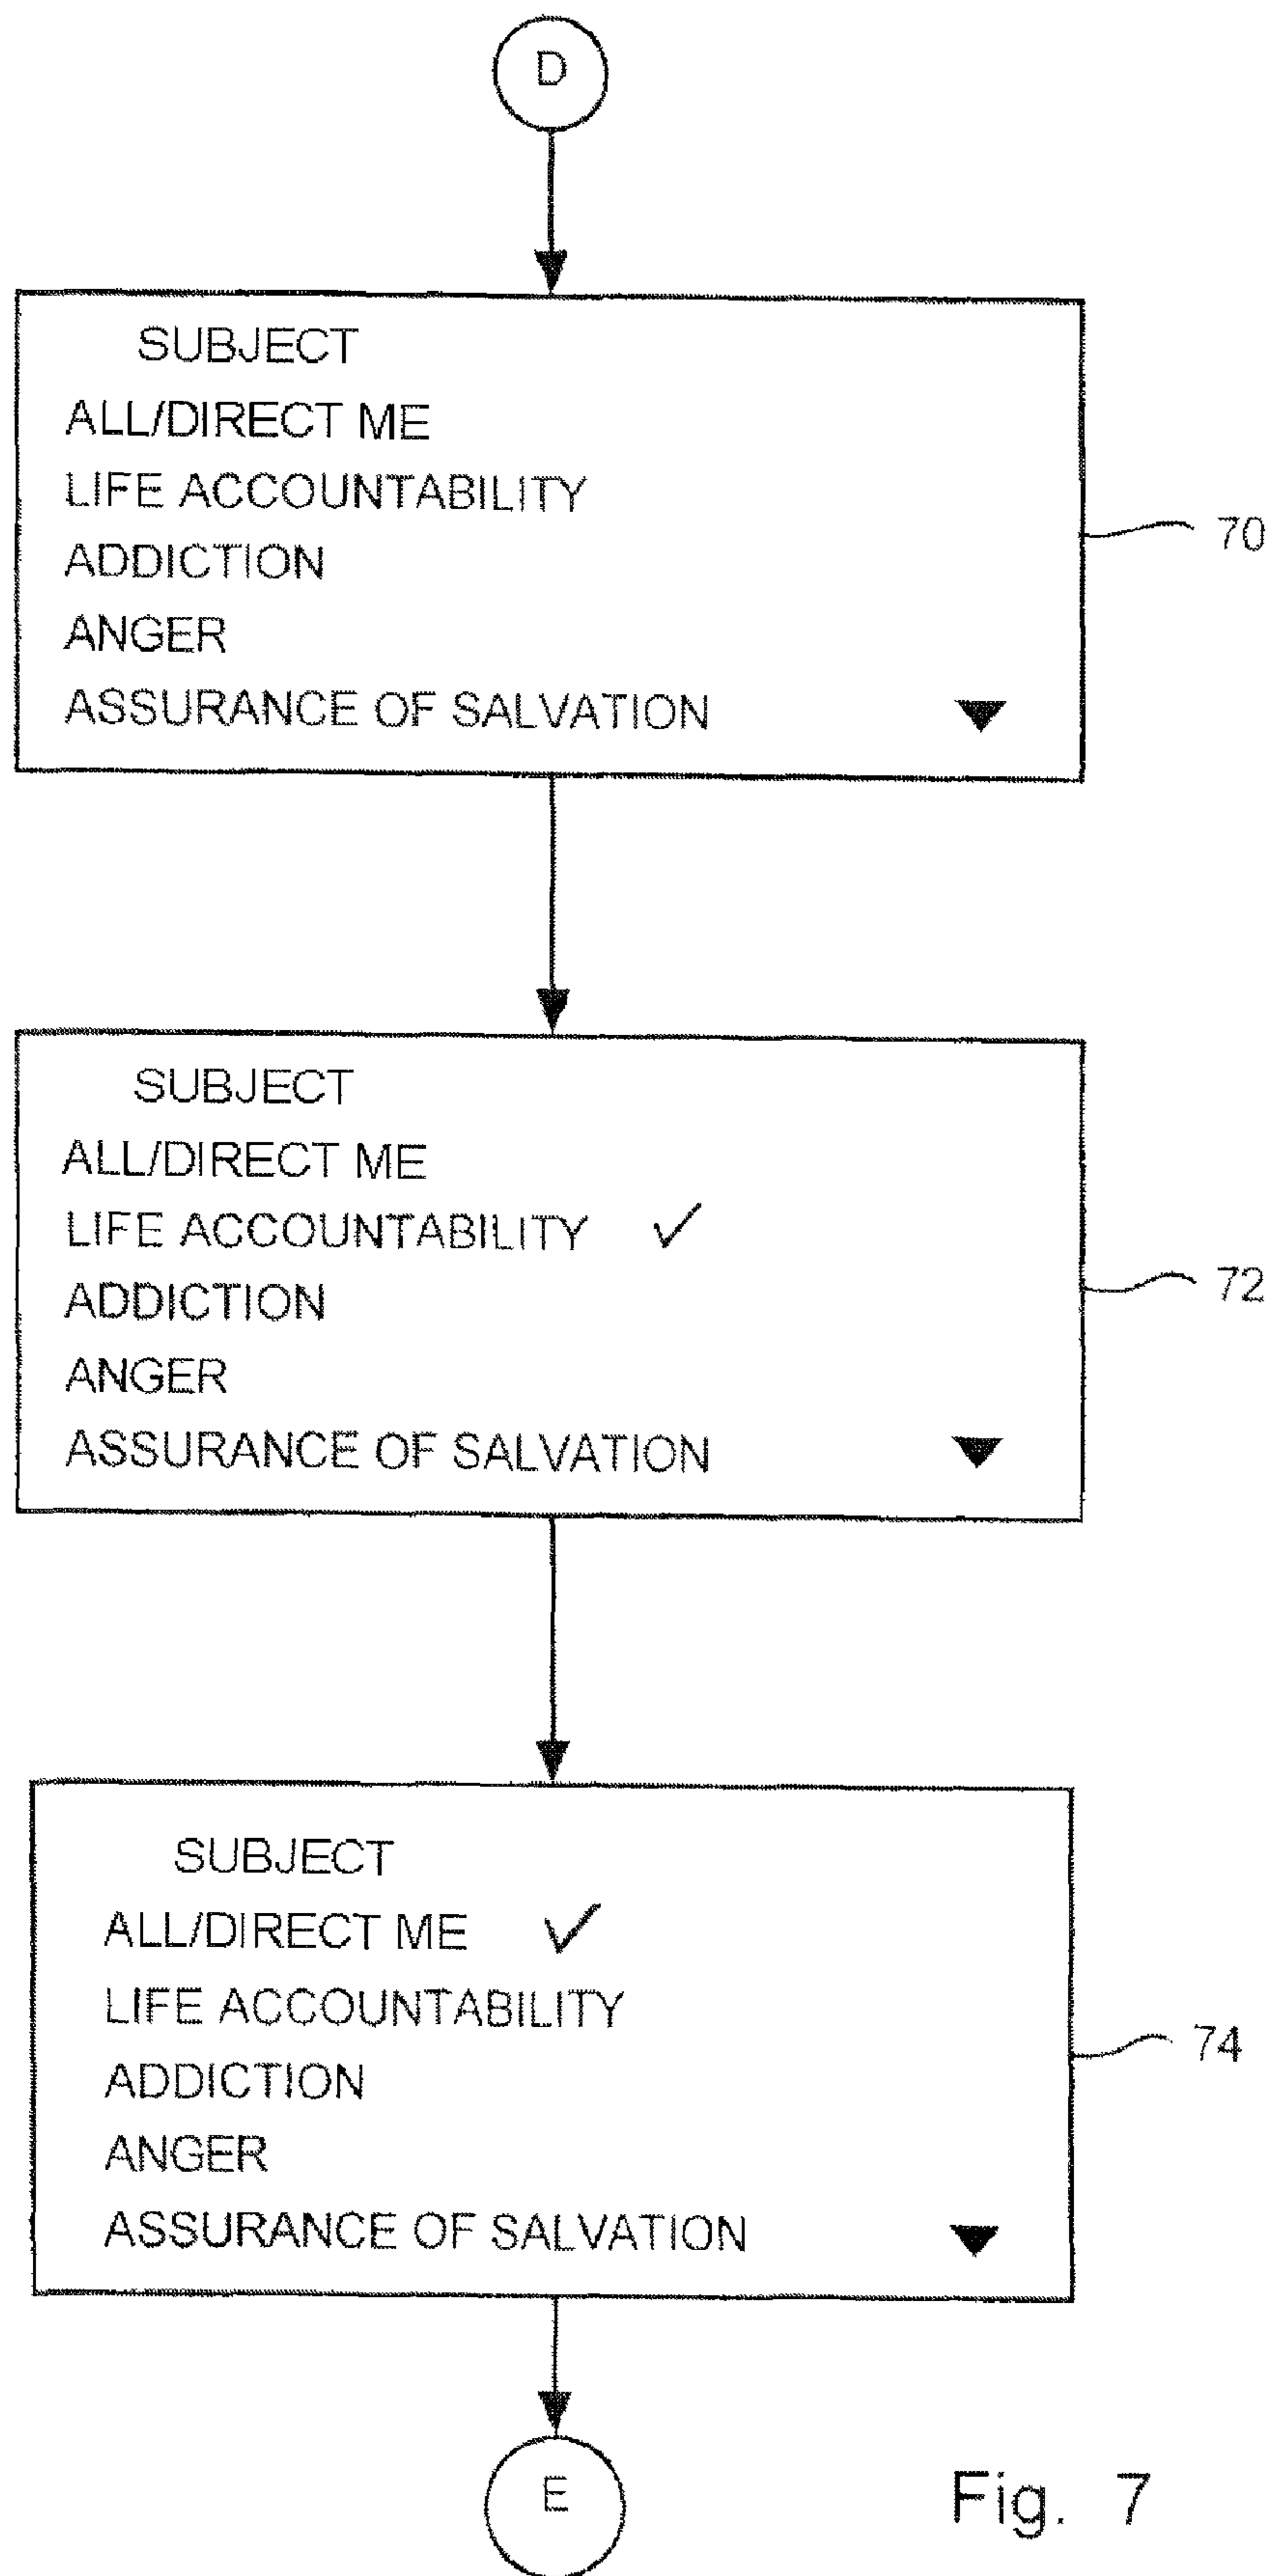 D
SUBJECT
ALL/DIRECT ME
LIFE ACCOUNTABILITY
ADDICTION
ANGER
ASSURANCE OF SALVATION
70
SUBJECT
ALL/DIRECT ME
LIFE ACCOUNTABILITY ✓
ADDICTION
ANGER
ASSURANCE OF SALVATION
72
SUBJECT
ALL/DIRECT ME ✓
LIFE ACCOUNTABILITY
ADDICTION
ANGER
ASSURANCE OF SALVATION
74
E
Fig. 7